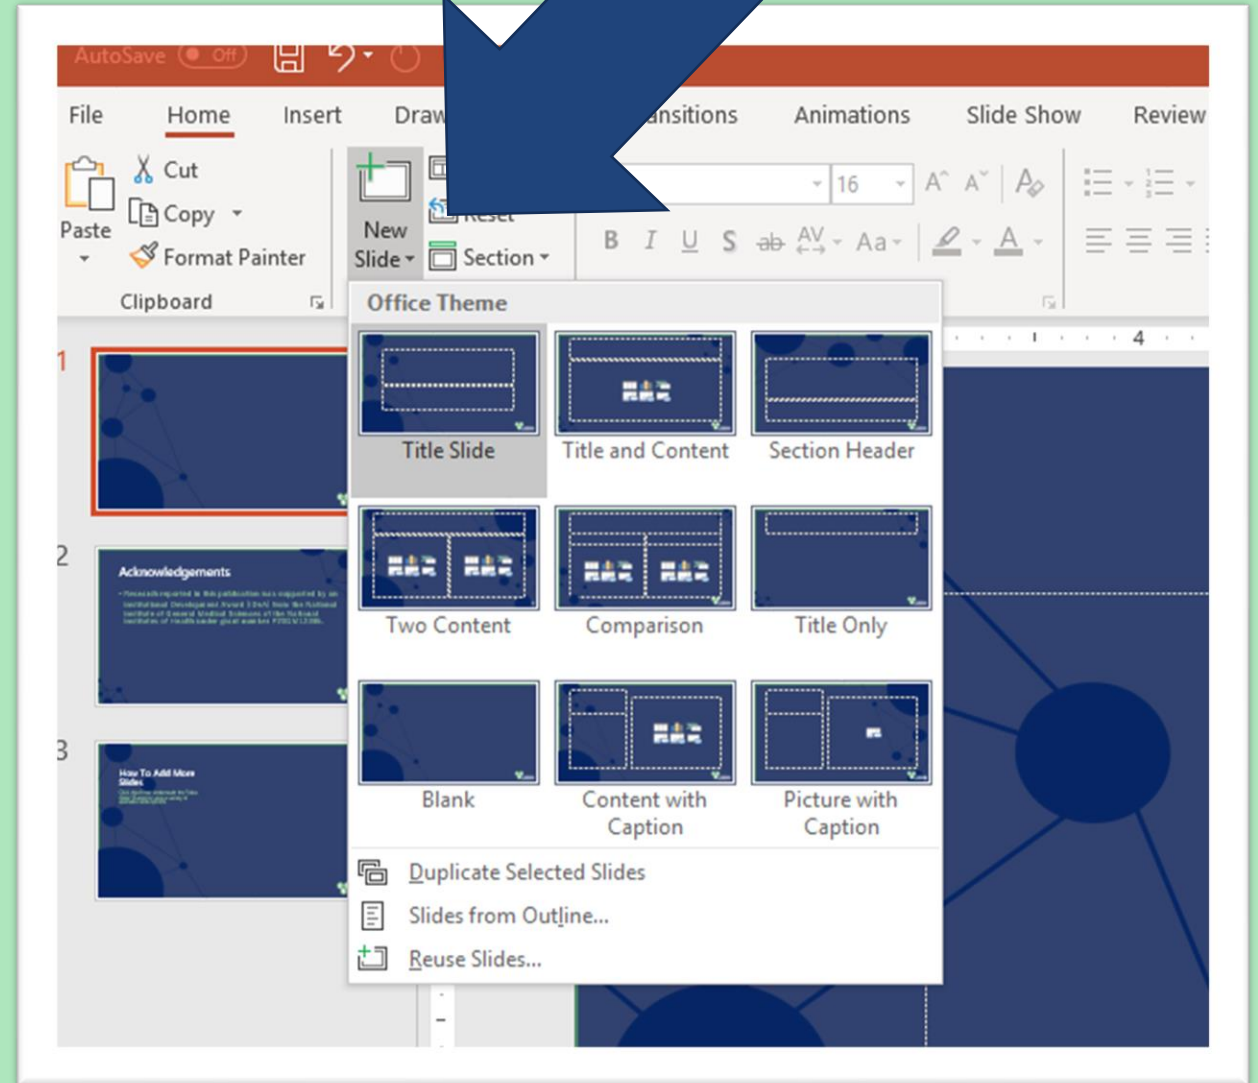 AutoSave Off
File Home Insert Draw ansitions Animations Slide Show Review
Cut
Copy
Paste
Format Painter
Clipboard
New
Slide
Reset
Section
16
B I U S ab AV Aa A
Office Theme
Title Slide Title and Content Section Header
Two Content Comparison Title Only
Blank Content with
Caption Picture with
Caption
Duplicate Selected Slides
Slides from Outline...
Reuse Slides...
1
2
Acknowledgements
3
How To Add More
Slides
4